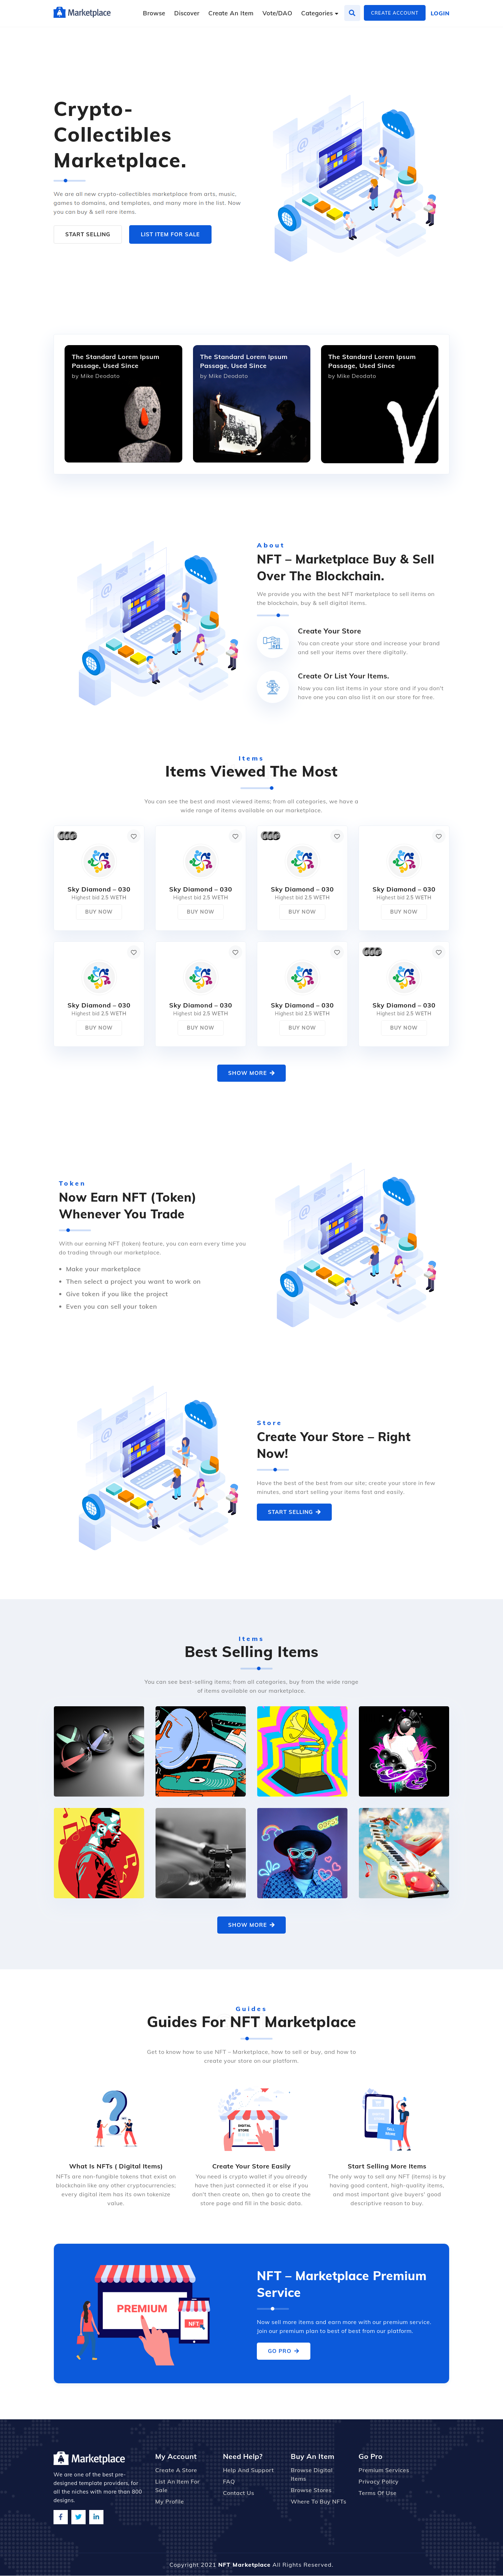 Marketplace
Browse Discover Create An Item Vote/DAO Categories CREATE ACCOUNT LOGIN
Crypto-
Collectibles
Marketplace.
We are all new crypto-collectibles marketplace from arts, music,
games to domains, and templates, and many more in the list. Now
you can buy & sell rare items.
START SELLING LIST ITEM FOR SALE
The Standard Lorem Ipsum
Passage, Used Since
by Mike Deodato
The Standard Lorem Ipsum
Passage, Used Since
by Mike Deodato
The Standard Lorem Ipsum
Passage, Used Since
by Mike Deodato
About
NFT – Marketplace Buy & Sell
Over The Blockchain.
We provide you with the best NFT marketplace to sell items on
the blockchain, buy & sell digital items.
Create Your Store
You can create your store and increase your brand
and sell your items over there digitally.
Create Or List Your Items.
Now you can list items in your store and if you don't
have one you can also list it on our store for free.
Items
Items Viewed The Most
You can see the best and most viewed items; from all categories, we have a
wide range of items available on our marketplace.
Sky Diamond – 030
Highest bid 2.5 WETH
BUY NOW
Sky Diamond – 030
Highest bid 2.5 WETH
BUY NOW
Sky Diamond – 030
Highest bid 2.5 WETH
BUY NOW
Sky Diamond – 030
Highest bid 2.5 WETH
BUY NOW
Sky Diamond – 030
Highest bid 2.5 WETH
BUY NOW
Sky Diamond – 030
Highest bid 2.5 WETH
BUY NOW
Sky Diamond – 030
Highest bid 2.5 WETH
BUY NOW
Sky Diamond – 030
Highest bid 2.5 WETH
BUY NOW
SHOW MORE
Token
Now Earn NFT (Token)
Whenever You Trade
With our earning NFT (token) feature, you can earn every time you
do trading through our marketplace.
Make your marketplace
Then select a project you want to work on
Give token if you like the project
Even you can sell your token
Store
Create Your Store – Right
Now!
Have the best of the best from our site; create your store in few
minutes, and start selling your items fast and easily.
START SELLING
Items
Best Selling Items
You can see best-selling items; from all categories, buy from the wide range
of items available on our marketplace.
SHOW MORE
Guides
Guides For NFT Marketplace
Get to know how to use NFT – Marketplace, how to sell or buy, and how to
create your store on our platform.
What Is NFTs ( Digital Items)
NFTs are non-fungible tokens that exist on
blockchain like any other cryptocurrencies;
every digital item has its own tokenize
value.
DIGITAL
STORE
Create Your Store Easily
You need is crypto wallet if you already
have then just connected it or else if you
don't then create an, then go to create the
store page and fill in the basic data.
Start Selling More Items
The only way to sell any NFT (items) is by
having good content, high-quality items,
and most important give buyers' good
descriptive reason to buy.
PREMIUM
NFT
NFT – Marketplace Premium
Service
Now sell more items and earn more with our premium service.
Join our premium plan to best of best from our platform.
GO PRO
Marketplace
We are one of the best pre-
designed template providers, for
all the niches with more than 800
designs.
My Account
Create A Store
List An Item For
Sale
My Profile
Need Help?
Help And Support
FAQ
Contact Us
Buy An Item
Browse Digital
Items
Browse Stores
Where To Buy NFTs
Go Pro
Premium Services
Privacy Policy
Terms Of Use
Copyright 2021 NFT Marketplace All Rights Reserved.